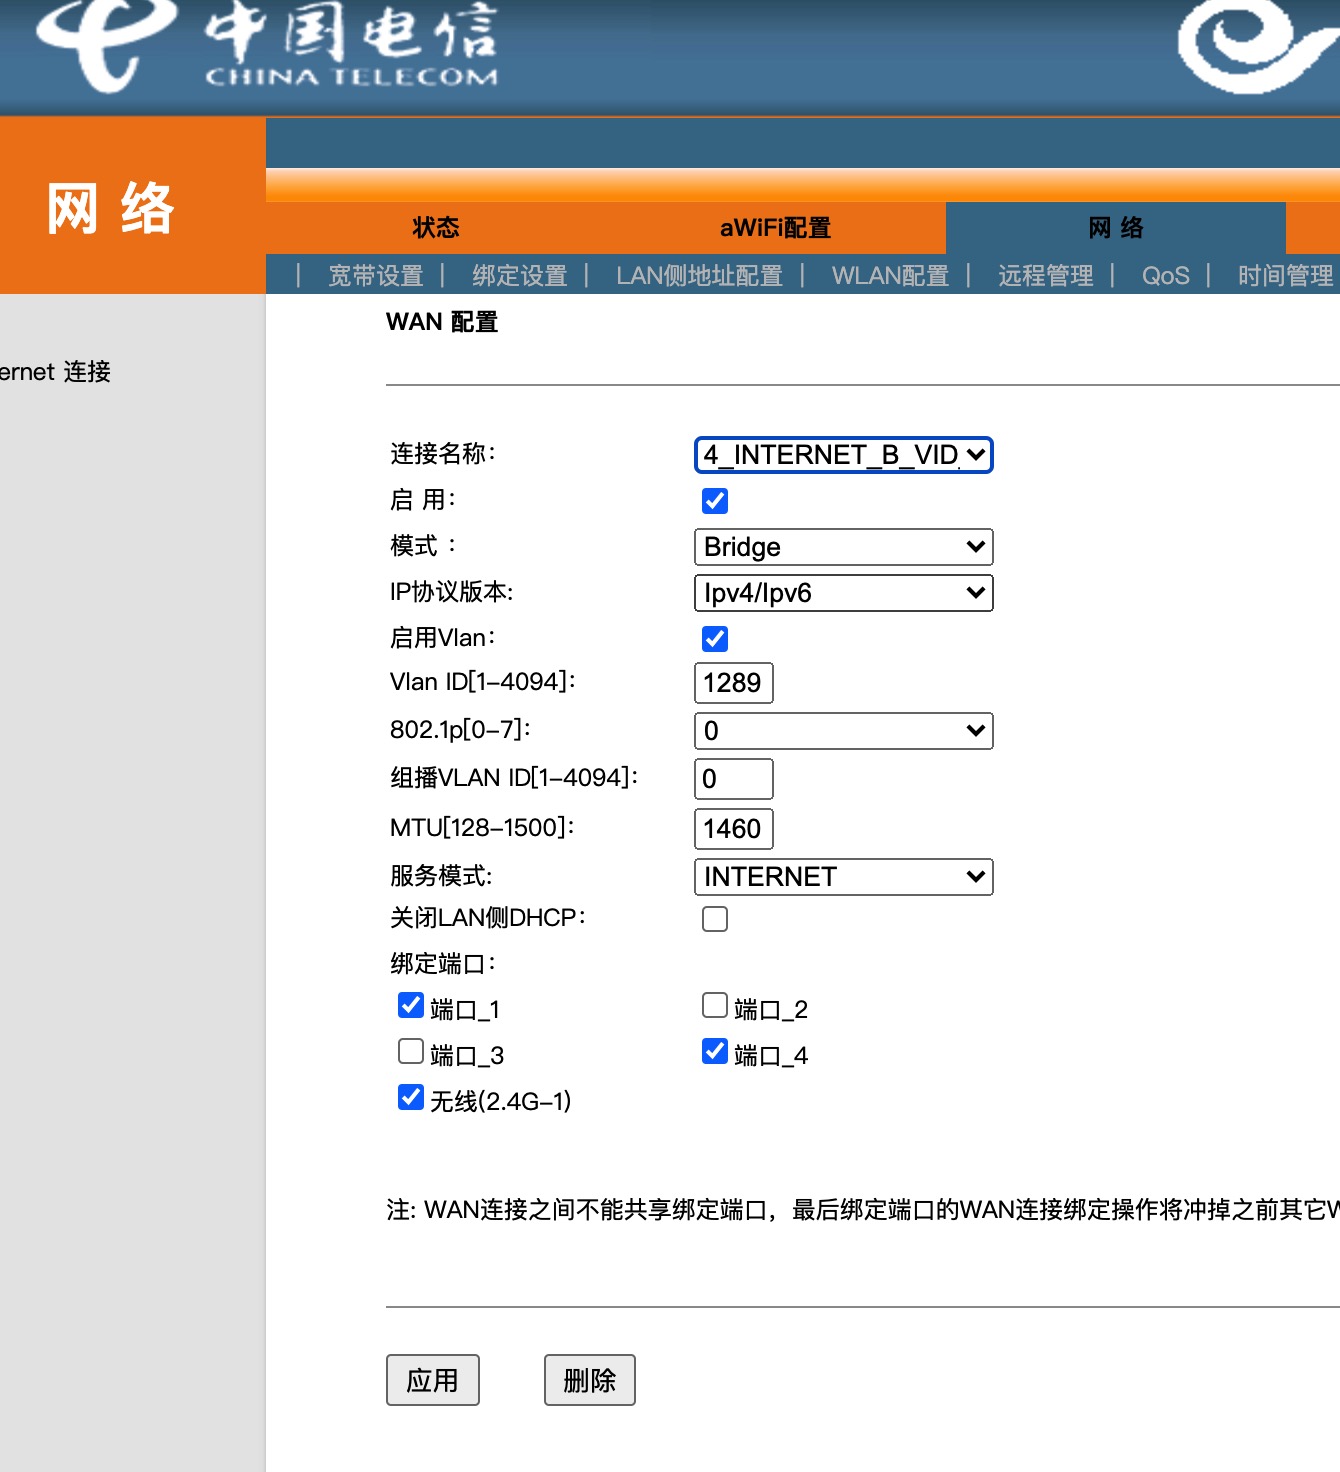 中国电信
CHINA TELECOM
网 络
状态 aWiFi配置 网 络
| 宽带设置 | 绑定设置 | LAN侧地址配置 | WLAN配置 | 远程管理 | QoS | 时间管理
WAN 配置
ernet 连接
连接名称: 4_INTERNET_B_VID_
启 用:
模式 : Bridge
IP协议版本: Ipv4/Ipv6
启用Vlan:
Vlan ID[1-4094]: 1289
802.1p[0-7]: 0
组播VLAN ID[1-4094]: 0
MTU[128-1500]: 1460
服务模式: INTERNET
关闭LAN侧DHCP:
绑定端口:
端口_1 端口_2
端口_3 端口_4
无线(2.4G-1)
注: WAN连接之间不能共享绑定端口，最后绑定端口的WAN连接绑定操作将冲掉之前其它W
应用 删除